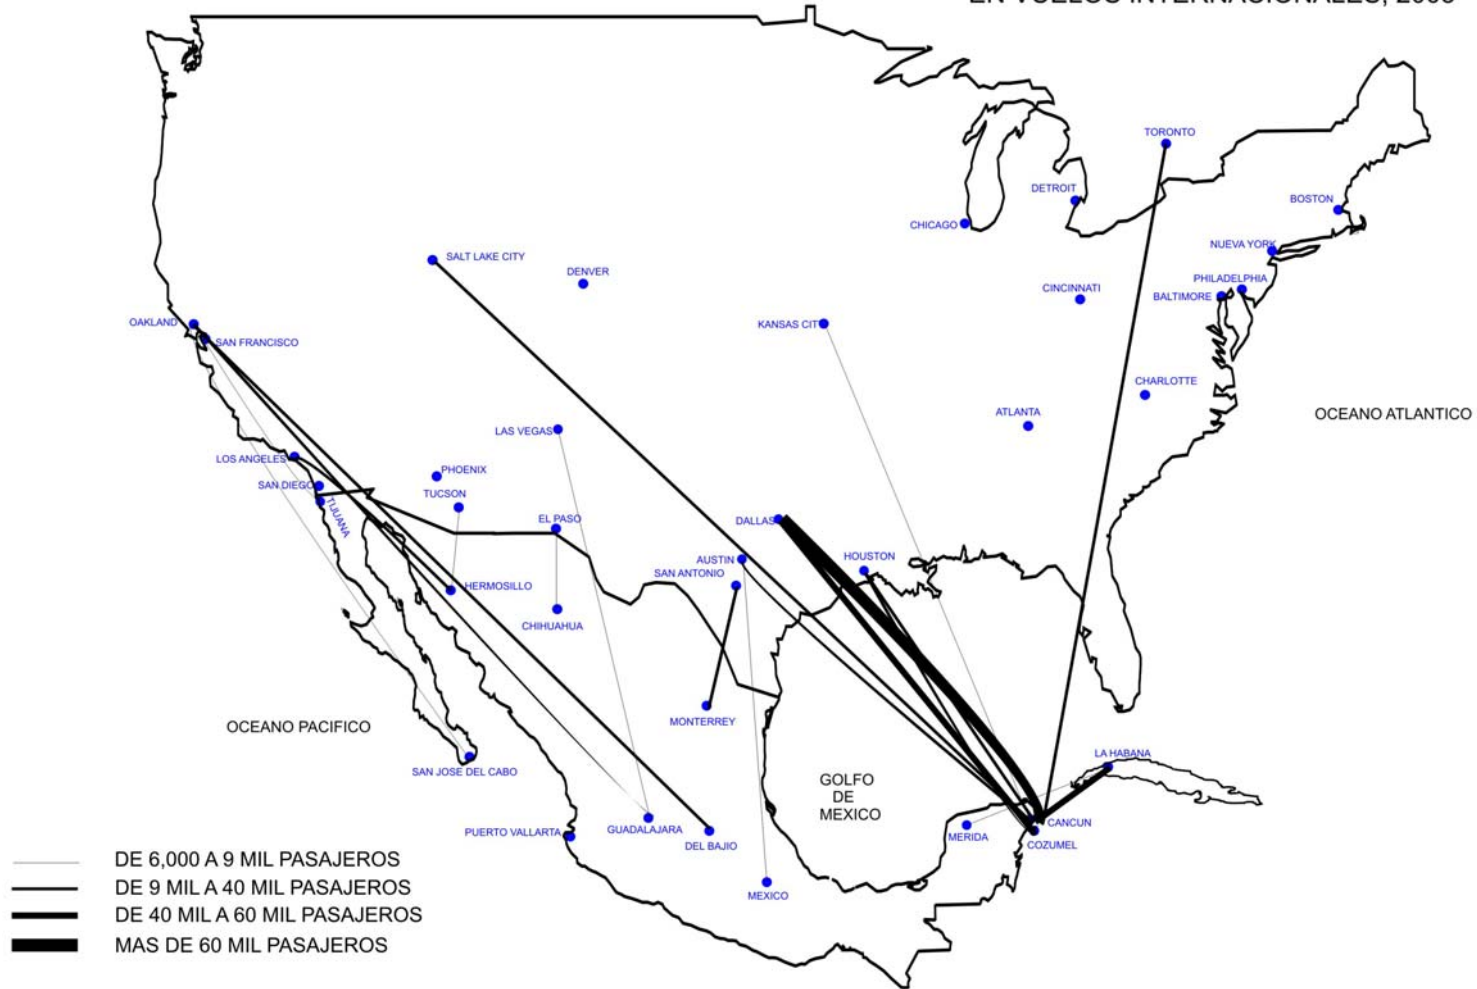 TORONTO
DETROIT
BOSTON
CHICAGO
NUEVA YORK
SALT LAKE CITY
DENVER
PHILADELPHIA
CINCINNATI
BALTIMORE
OAKLAND
KANSAS CIT
SAN FRANCISCO
CHARLOTTE
ATLANTA
OCEANO ATLANTICO
LAS VEGAS
LOS ANGELES
PHOENIX
SAN DIEGO
TUCSON
TIJUANA
EL PASO
DALLAS
HOUSTON
AUSTIN
SAN ANTONIO
HERMOSILLO
CHIHUAHUA
OCEANO PACIFICO
MONTERREY
LA HABANA
SAN JOSE DEL CABO
GOLFO
DE
MEXICO
CANCUN
PUERTO VALLARTA
GUADALAJARA
MERIDA
DEL BAJIO
COZUMEL
MEXICO
DE 6,000 A 9 MIL PASAJEROS
DE 9 MIL A 40 MIL PASAJEROS
DE 40 MIL A 60 MIL PASAJEROS
MAS DE 60 MIL PASAJEROS